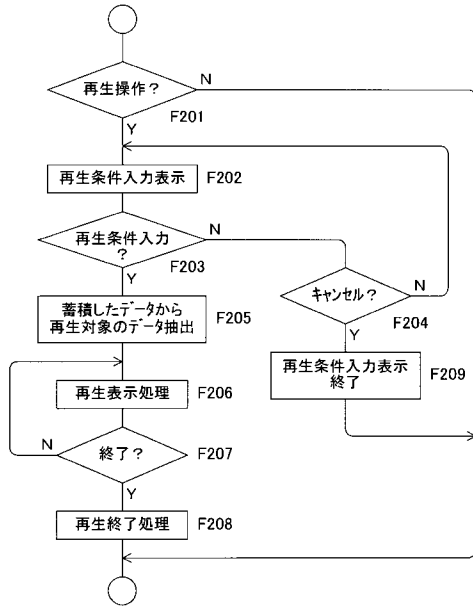 再生操作？
N
F201
Y
再生条件入力表示
F202
再生条件入力
？
N
F203
Y
キャンセル？
N
F204
Y
蓄積したデータから
再生対象のデータ抽出
F205
再生条件入力表示
終了
F209
再生表示処理
F206
終了？
N
F207
Y
再生終了処理
F208